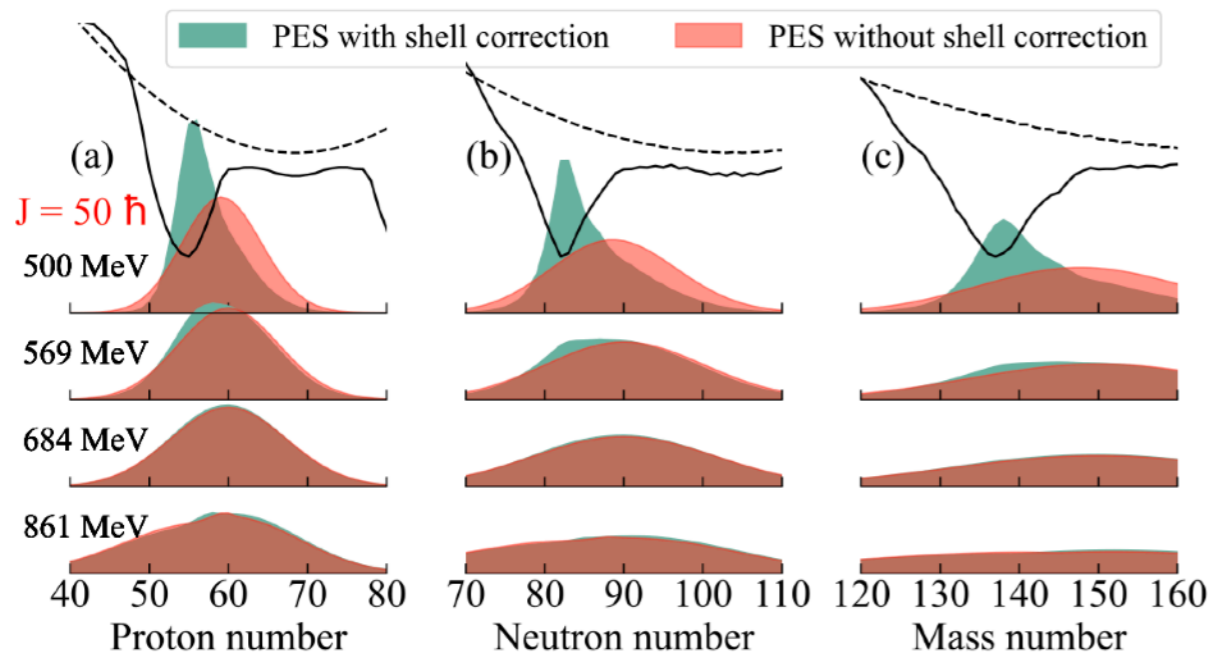 PES with shell correction PES without shell correction
(a) (b) (c)
J = 50 ħ
500 MeV
569 MeV
684 MeV
861 MeV
40 50 60 70 80 70 80 90 100 110 120 130 140 150 160
Proton number Neutron number Mass number